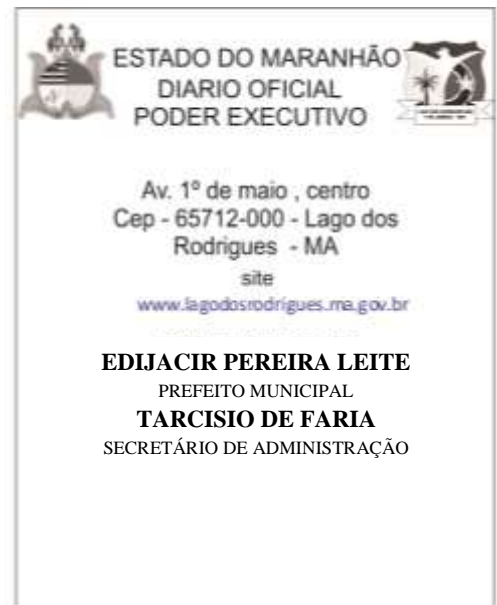 ESTADO DO MARANHÃO
DIARIO OFICIAL
PODER EXECUTIVO
Av. 1º de maio , centro
Cep - 65712-000 - Lago dos
Rodrigues - MA
site
www.lagodosrodrigues.ma.gov.br
EDIJACIR PEREIRA LEITE
PREFEITO MUNICIPAL
TARCISIO DE FARIA
SECRETÁRIO DE ADMINISTRAÇÃO